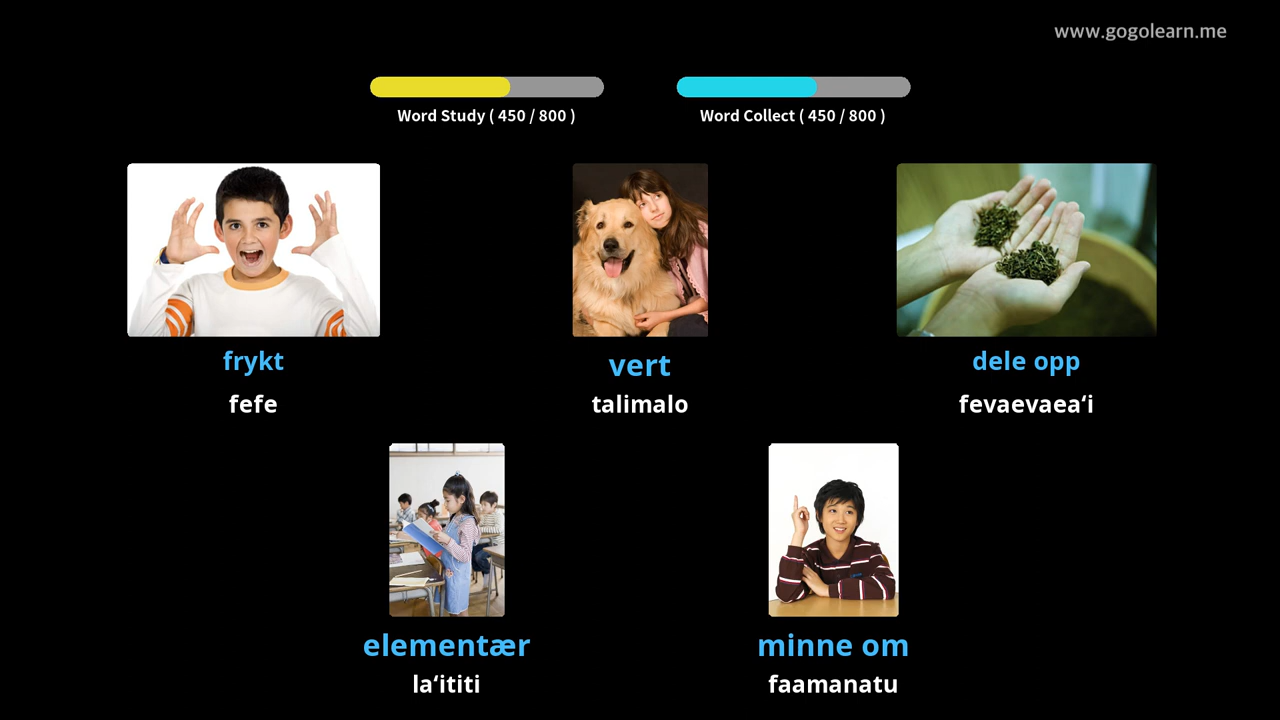 www.gogolearn.me
Word Study ( 450 / 800 )
Word Collect ( 450 / 800 )
frykt
vert
dele opp
fefe
talimalo
fevaevaea‘i
elementær
minne om
la‘ititi
faamanatu